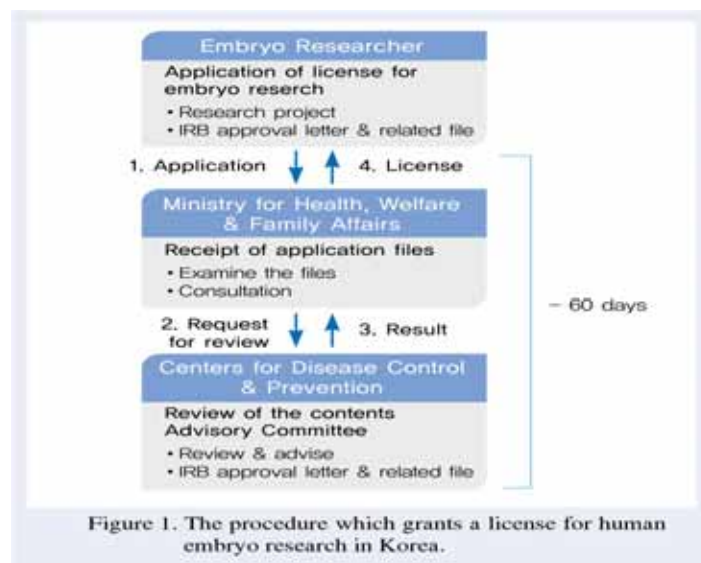 Embryo Researcher
Application of license for
embryo reserch
• Research project
• IRB approval letter & related file
1. Application
4. License
Ministry for Health, Welfare
& Family Affairs
Receipt of application files
• Examine the files
• Consultation
- 60 days
2. Request
for review
3. Result
Centers for Disease Control
& Prevention
Review of the contents
Advisory Committee
• Review & advise
• IRB approval letter & related file
Figure 1. The procedure which grants a license for human
embryo research in Korea.